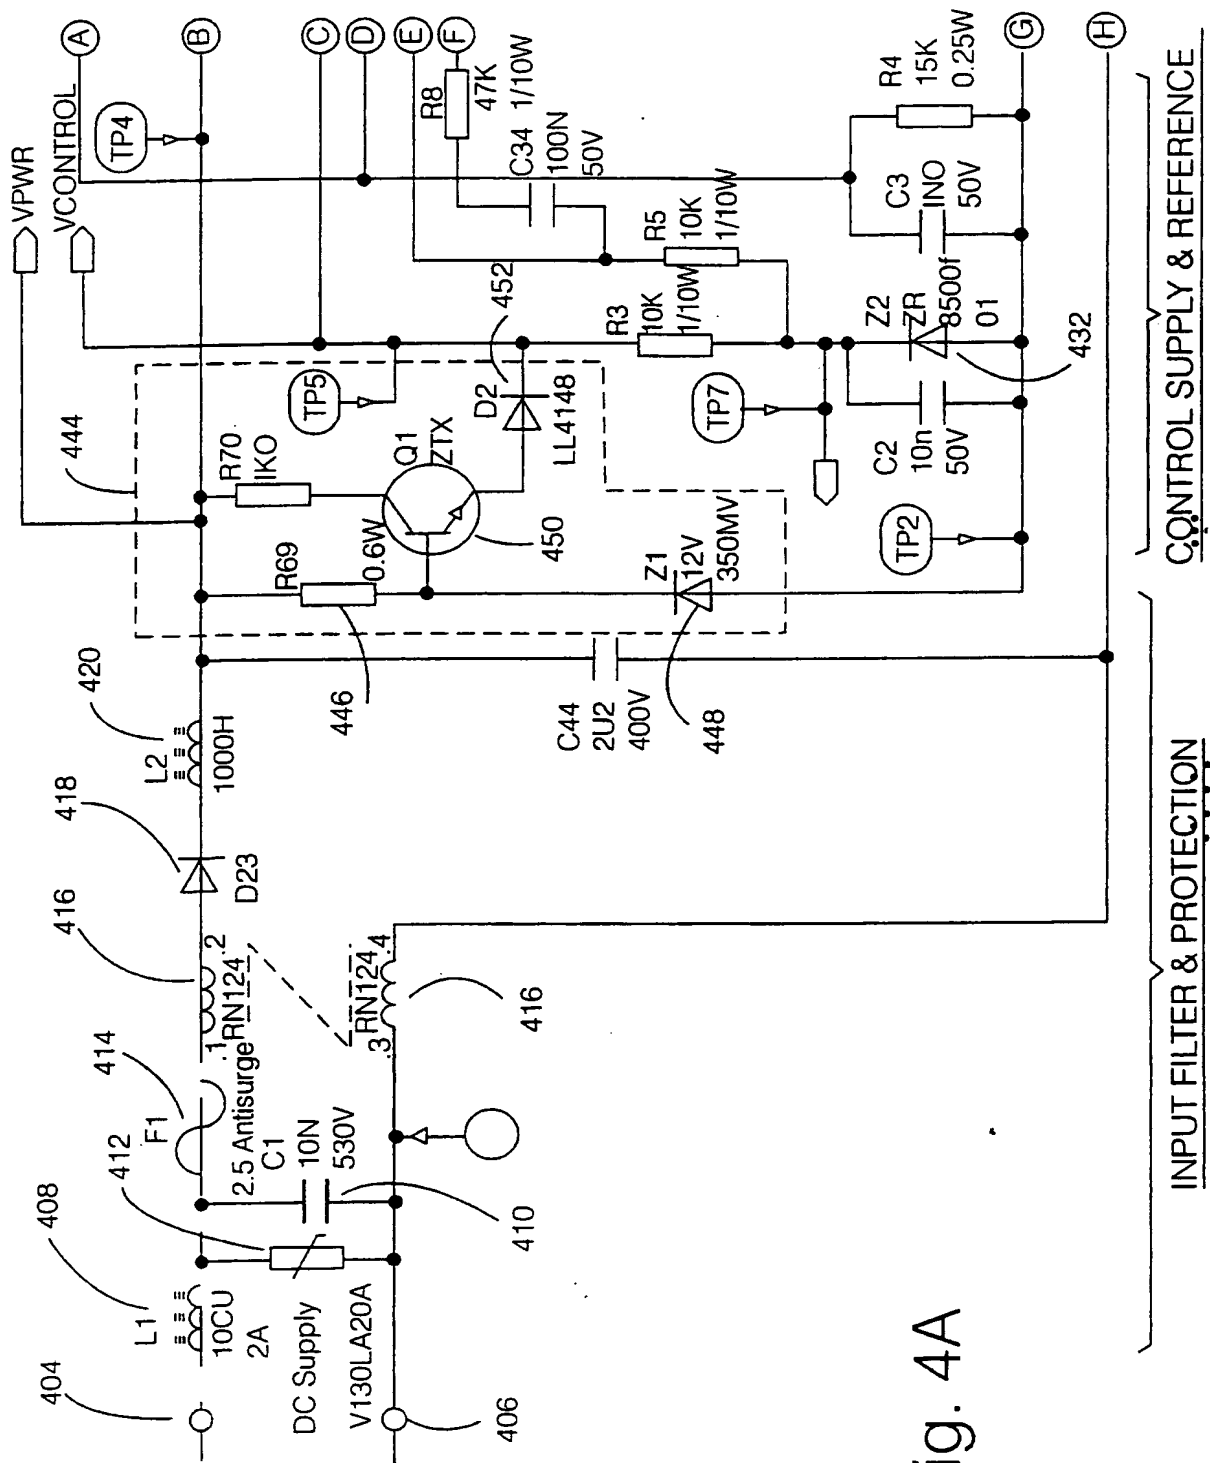 404
L1
10CU
2A
408
DC Supply
V130LA20A
406
412
F1
414
2.5 Antisurge
C1
10N
530V
410
416
.1
RN124
.2
.3
RN124
.4
416
418
D23
L2
1000H
420
C44
2U2
400V
444
446
R69
0.6W
R70
IKO
Q1
ZTX
450
Z1
12V
350MV
448
D2
LL4148
452
TP5
TP7
TP2
TP4
VPWR
VCONTROL
R3
10K
1/10W
R5
10K
1/10W
C34
100N
50V
R8
47K
1/10W
C2
10n
50V
Z2
ZR
8500f
01
432
C3
INO
50V
R4
15K
0.25W
A
B
C
D
E
F
G
H
INPUT FILTER & PROTECTION
CONTROL SUPPLY & REFERENCE
ig. 4A